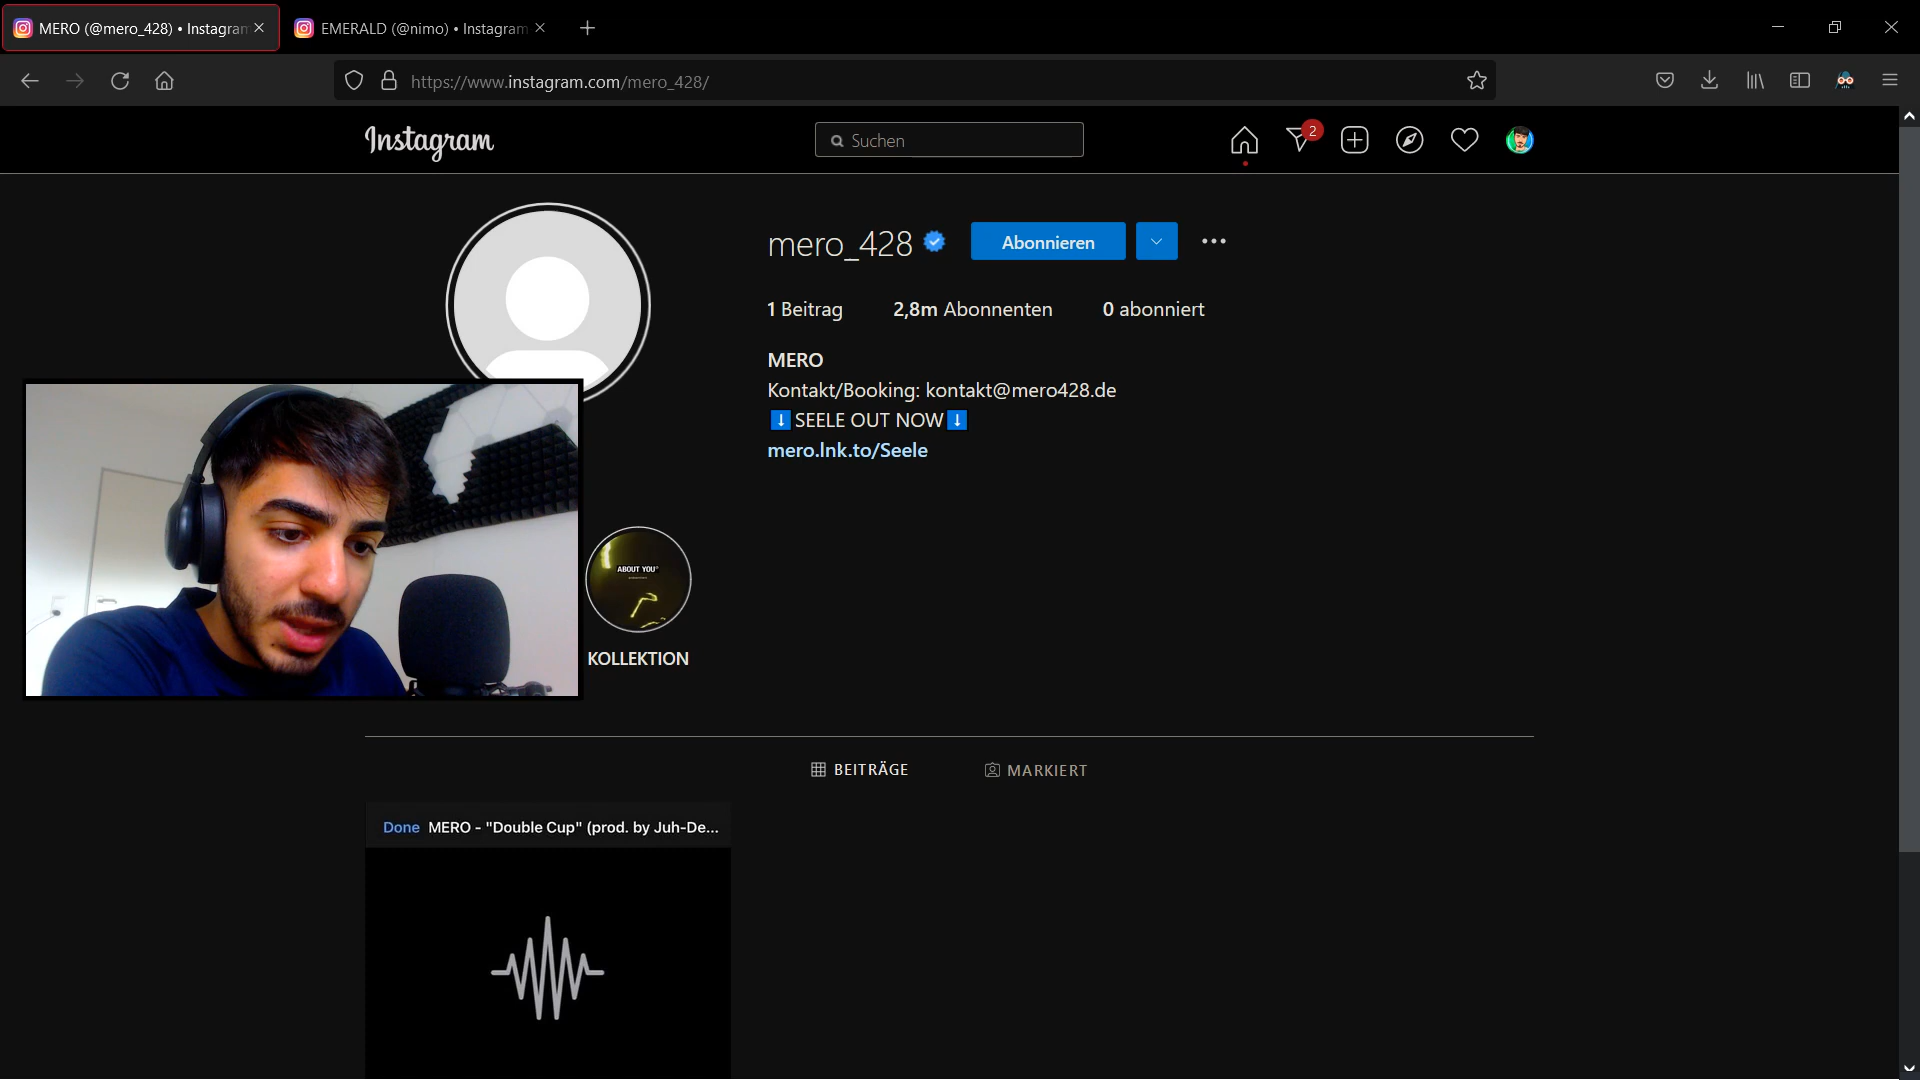 MERO (@mero_428) • Instagram
EMERALD (@nimo) • Instagram
https://www.instagram.com/mero_428/
Instagram
Suchen
2
mero_428
Abonnieren
1 Beitrag 2,8m Abonnenten 0 abonniert
MERO
Kontakt/Booking: kontakt@mero428.de
⬇️SEELE OUT NOW⬇️
mero.lnk.to/Seele
ABOUT YOU°
KOLLEKTION
BEITRÄGE
MARKIERT
Done MERO - "Double Cup" (prod. by Juh-De...